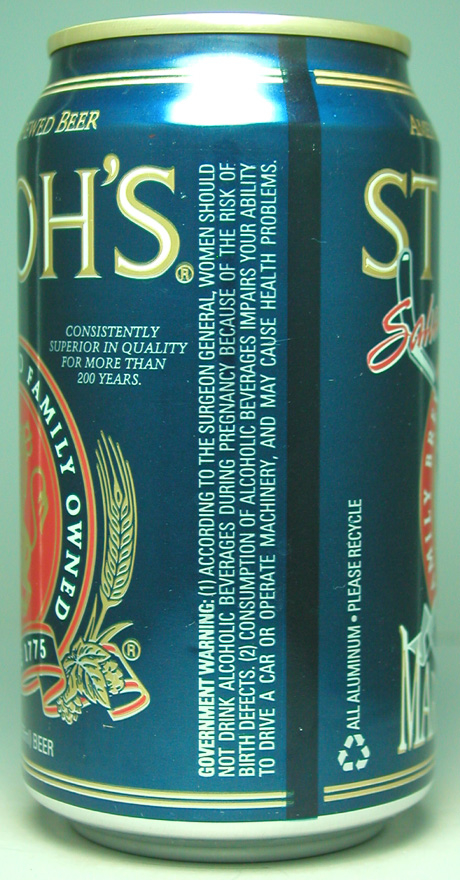 BEER
OH'S®
CONSISTENTLY
SUPERIOR IN QUALITY
FOR MORE THAN
200 YEARS.
FAMILY OWNED
1775
®
BEER
GOVERNMENT WARNING: (1) ACCORDING TO THE SURGEON GENERAL, WOMEN SHOULD
NOT DRINK ALCOHOLIC BEVERAGES DURING PREGNANCY BECAUSE OF THE RISK OF
BIRTH DEFECTS. (2) CONSUMPTION OF ALCOHOLIC BEVERAGES IMPAIRS YOUR ABILITY
TO DRIVE A CAR OR OPERATE MACHINERY, AND MAY CAUSE HEALTH PROBLEMS.
ALL ALUMINUM • PLEASE RECYCLE
ST